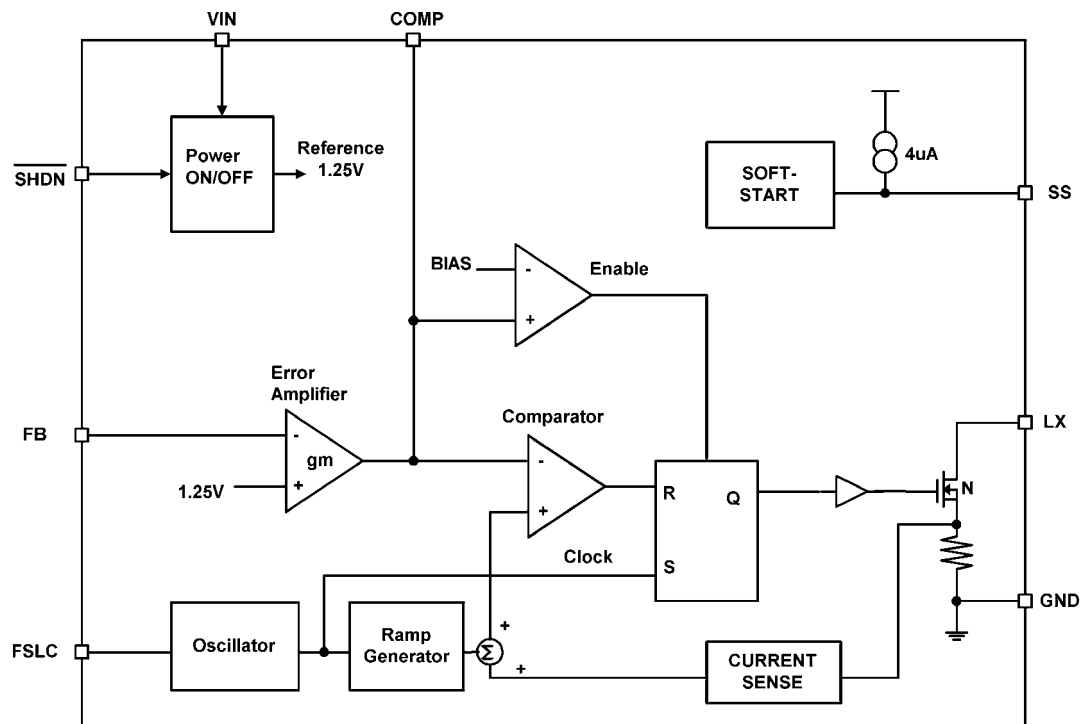 VIN
COMP
SHDN
Power
ON/OFF
Reference
1.25V
4uA
SOFT-
START
SS
BIAS
-
+
Enable
Error
Amplifier
FB
-
gm
+
1.25V
Comparator
-
+
R
Q
S
Clock
LX
N
GND
FSLC
Oscillator
Ramp
Generator
+
Σ
+
CURRENT
SENSE